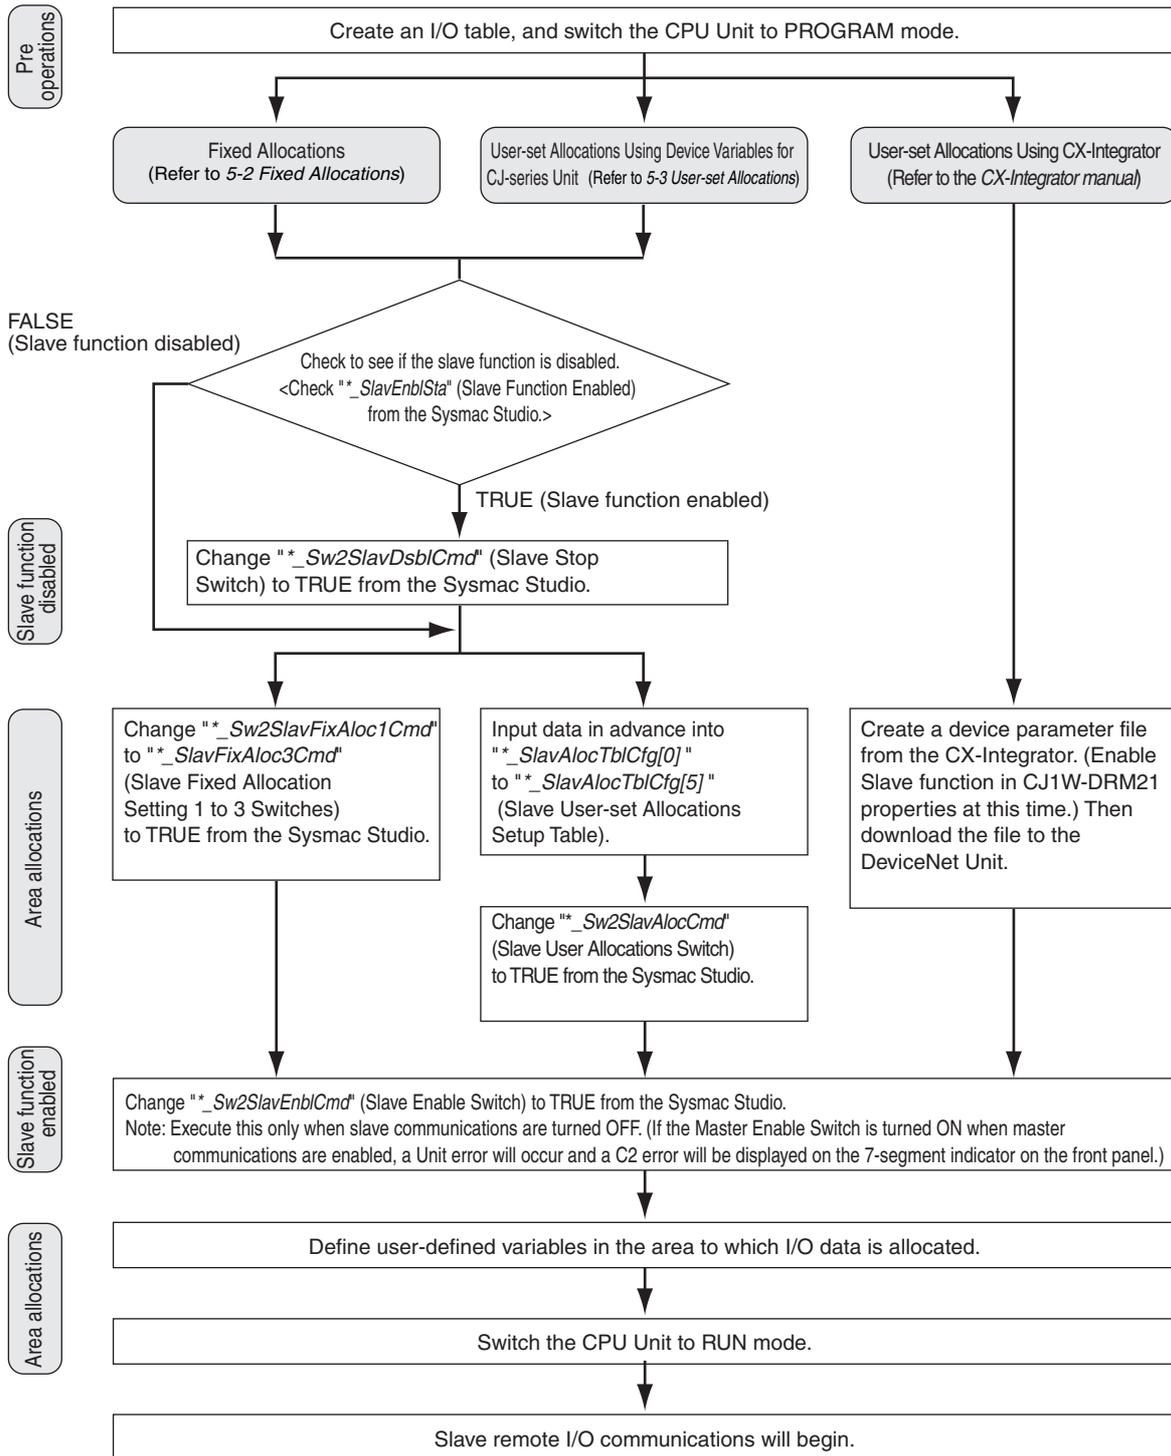 Pre
operations
Create an I/O table, and switch the CPU Unit to PROGRAM mode.
Fixed Allocations
(Refer to 5-2 Fixed Allocations)
User-set Allocations Using Device Variables for
CJ-series Unit (Refer to 5-3 User-set Allocations)
User-set Allocations Using CX-Integrator
(Refer to the CX-Integrator manual)
FALSE
(Slave function disabled)
Check to see if the slave function is disabled.
<Check "*_SlavEnblSta" (Slave Function Enabled)
from the Sysmac Studio.>
TRUE (Slave function enabled)
Slave function
disabled
Change "*_Sw2SlavDsblCmd" (Slave Stop
Switch) to TRUE from the Sysmac Studio.
Area allocations
Change "*_Sw2SlavFixAloc1Cmd"
to "*_SlavFixAloc3Cmd"
(Slave Fixed Allocation
Setting 1 to 3 Switches)
to TRUE from the Sysmac Studio.
Input data in advance into
"*_SlavAlocTblCfg[0] "
to "*_SlavAlocTblCfg[5] "
(Slave User-set Allocations
Setup Table).
Change "*_Sw2SlavAlocCmd"
(Slave User Allocations Switch)
to TRUE from the Sysmac Studio.
Create a device parameter file
from the CX-Integrator. (Enable
Slave function in CJ1W-DRM21
properties at this time.) Then
download the file to the
DeviceNet Unit.
Slave function
enabled
Change "*_Sw2SlavEnblCmd" (Slave Enable Switch) to TRUE from the Sysmac Studio.
Note: Execute this only when slave communications are turned OFF. (If the Master Enable Switch is turned ON when master
communications are enabled, a Unit error will occur and a C2 error will be displayed on the 7-segment indicator on the front panel.)
Area allocations
Define user-defined variables in the area to which I/O data is allocated.
Switch the CPU Unit to RUN mode.
Slave remote I/O communications will begin.